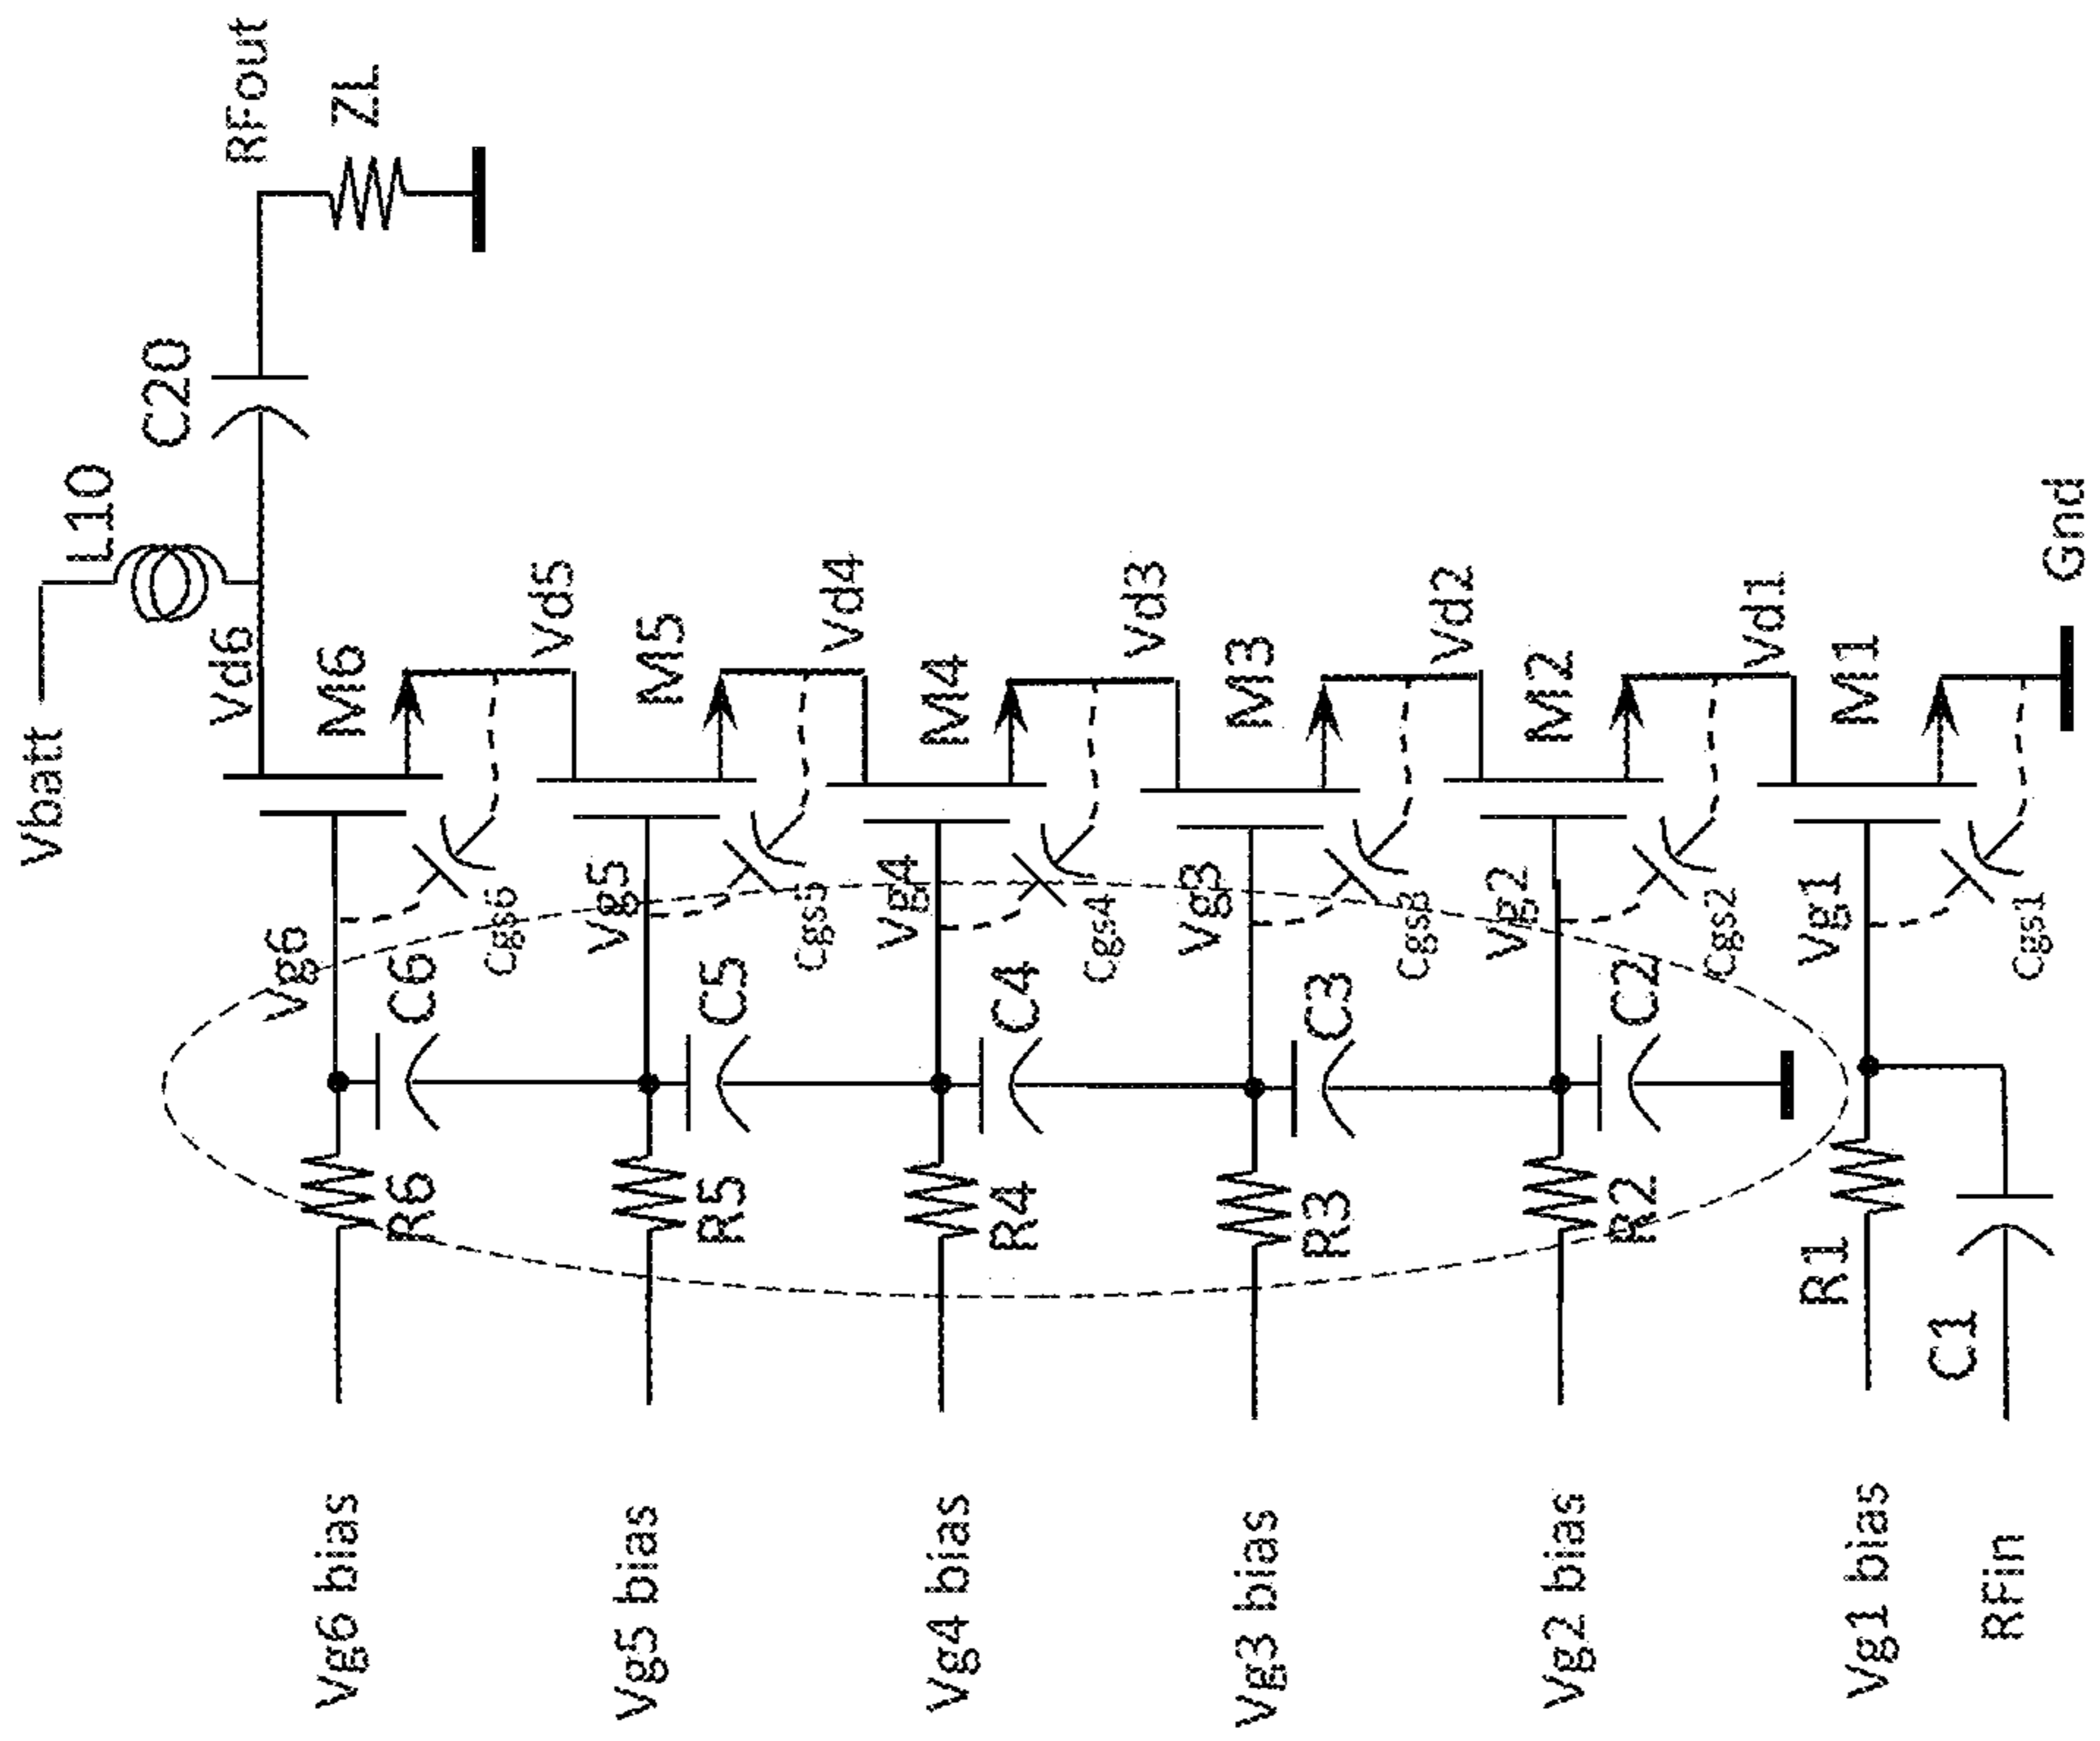 Vbatt
L10
C20
RFout
ZL
Vd6
M6
Vg6
C6
Cgs6
R6
Vg6 bias
Vd5
M5
Vg5
C5
Cgs5
R5
Vg5 bias
Vd4
M4
Vg4
C4
Cgs4
R4
Vg4 bias
Vd3
M3
Vg3
C3
Cgs3
R3
Vg3 bias
Vd2
M2
Vg2
C2
Cgs2
R2
Vg2 bias
Vd1
M1
Vg1
Cgs1
R1
Vg1 bias
C1
RFin
Gnd